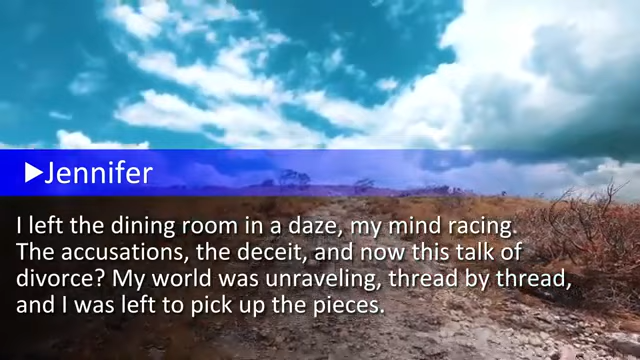 ▶Jennifer
I left the dining room in a daze, my mind racing.
The accusations, the deceit, and now this talk of
divorce? My world was unraveling, thread by thread,
and I was left to pick up the pieces.